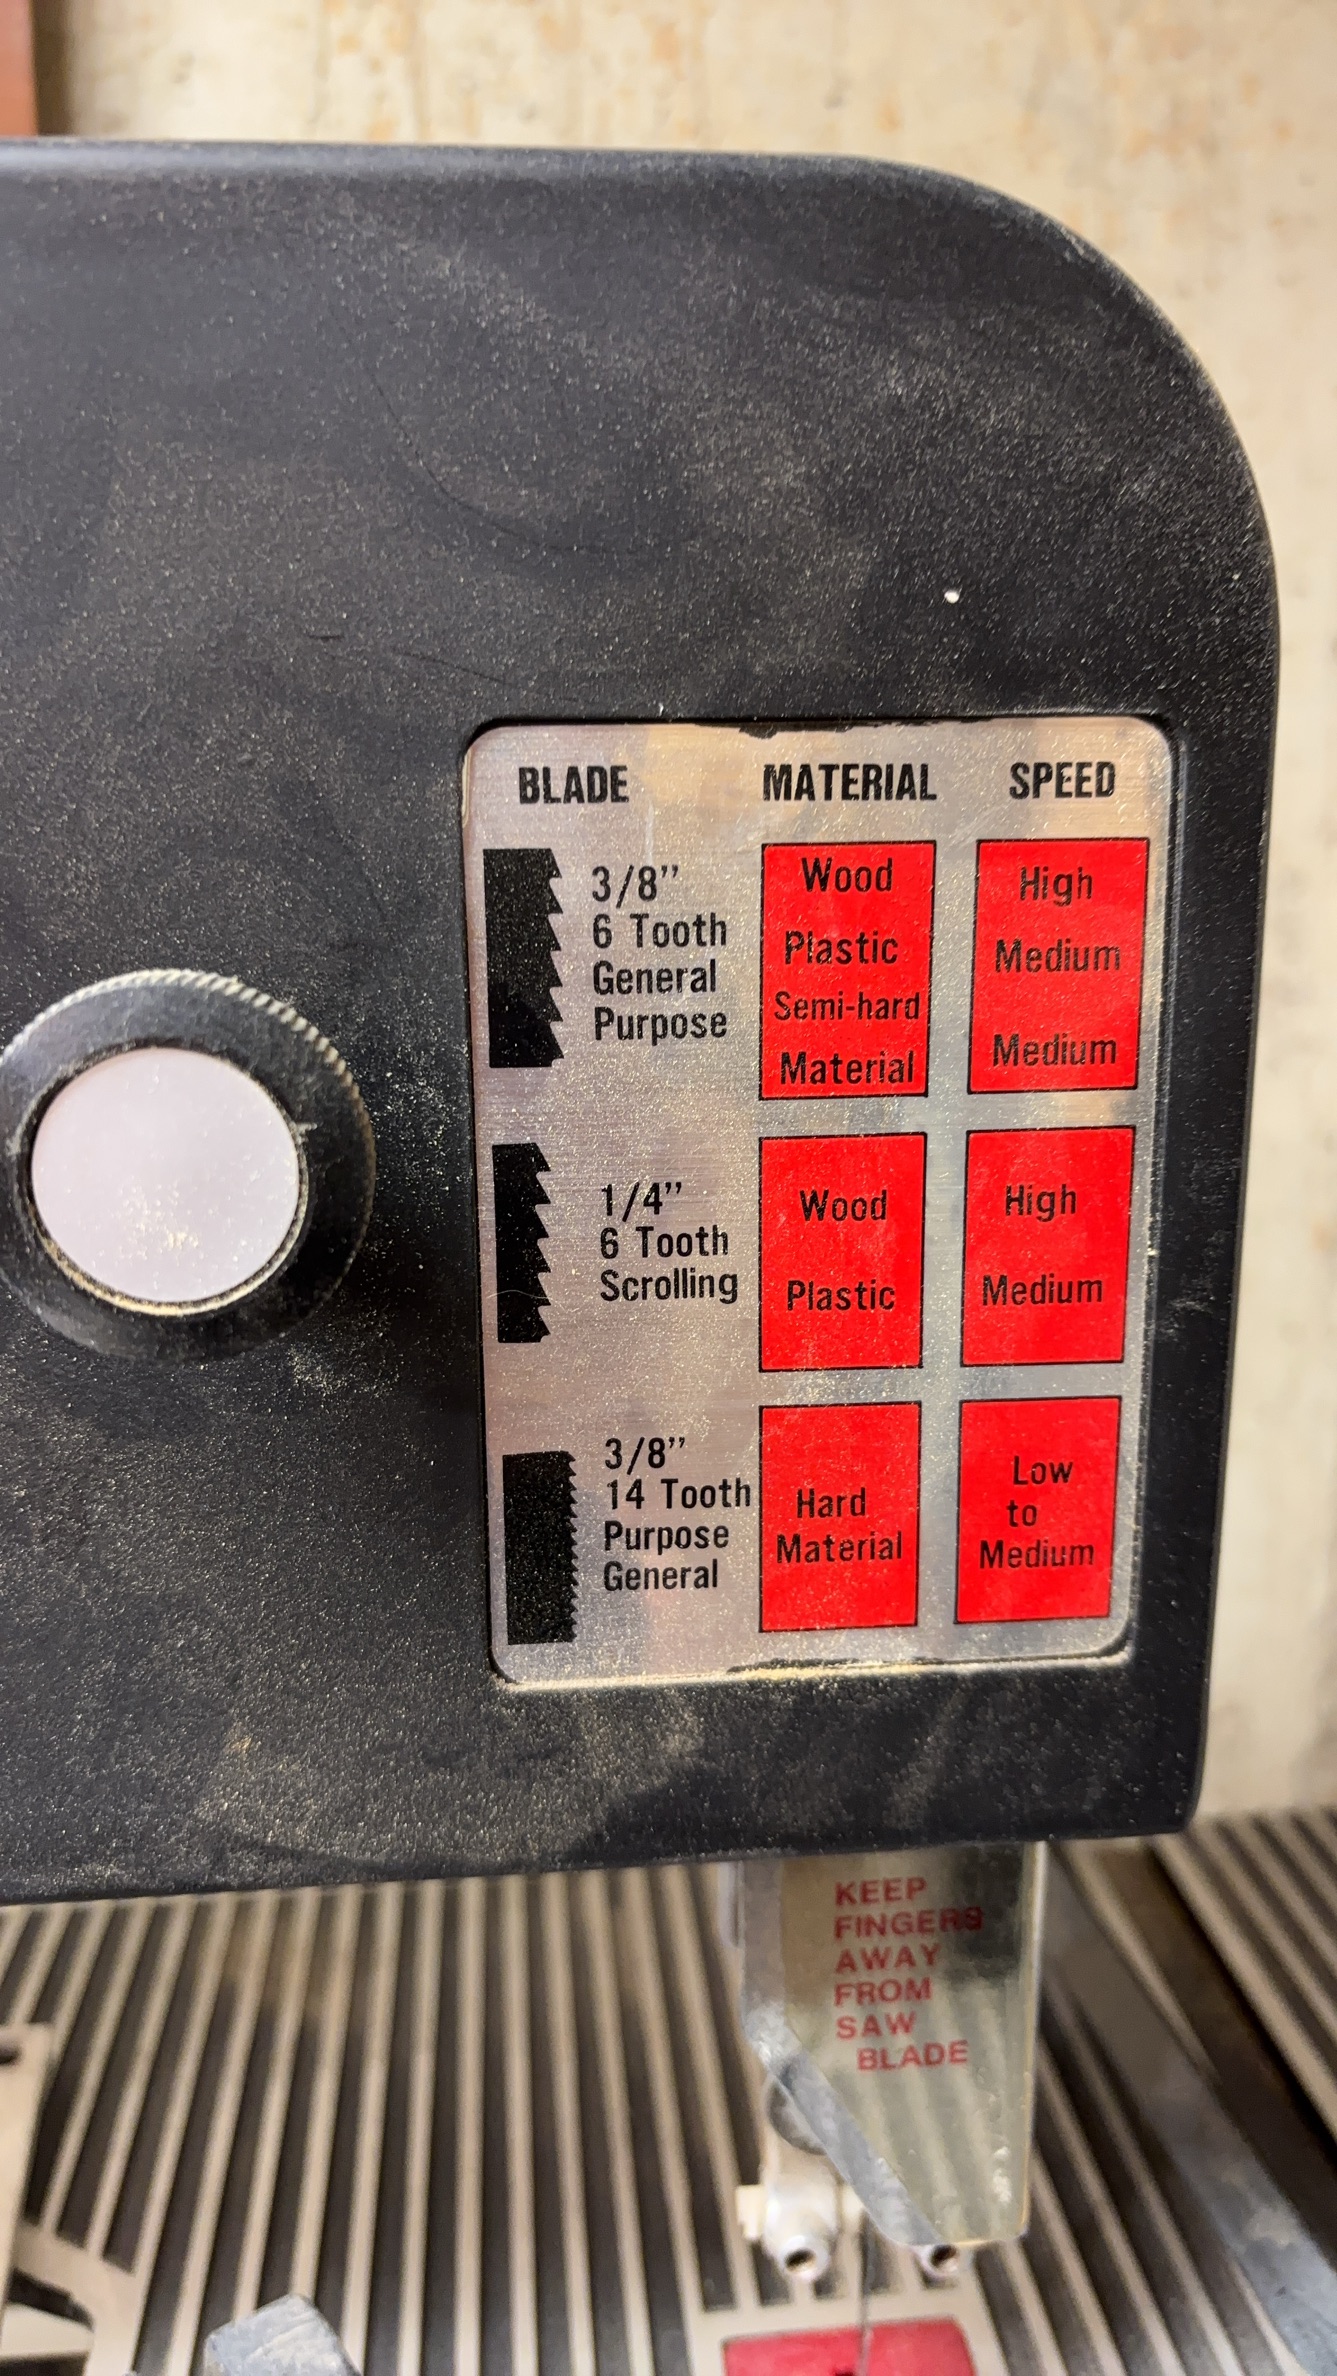 BLADE MATERIAL SPEED
3/8” Wood High
6 Tooth Plastic Medium
General Semi-hard
Purpose Material Medium
1/4” Wood High
6 Tooth
Scrolling Plastic Medium
3/8” Low
14 Tooth Hard to
Purpose Material Medium
General
KEEP
FINGERS
AWAY
FROM
SAW
BLADE